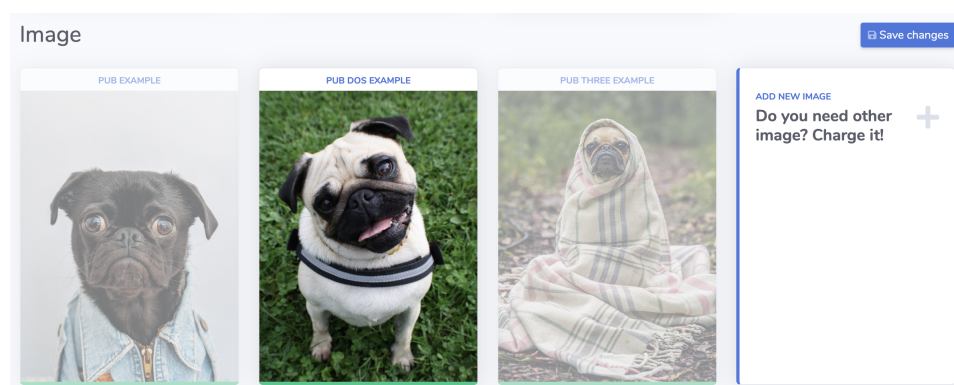 Image
Save changes
PUB EXAMPLE
PUB DOS EXAMPLE
PUB THREE EXAMPLE
ADD NEW IMAGE
Do you need other
image? Charge it!